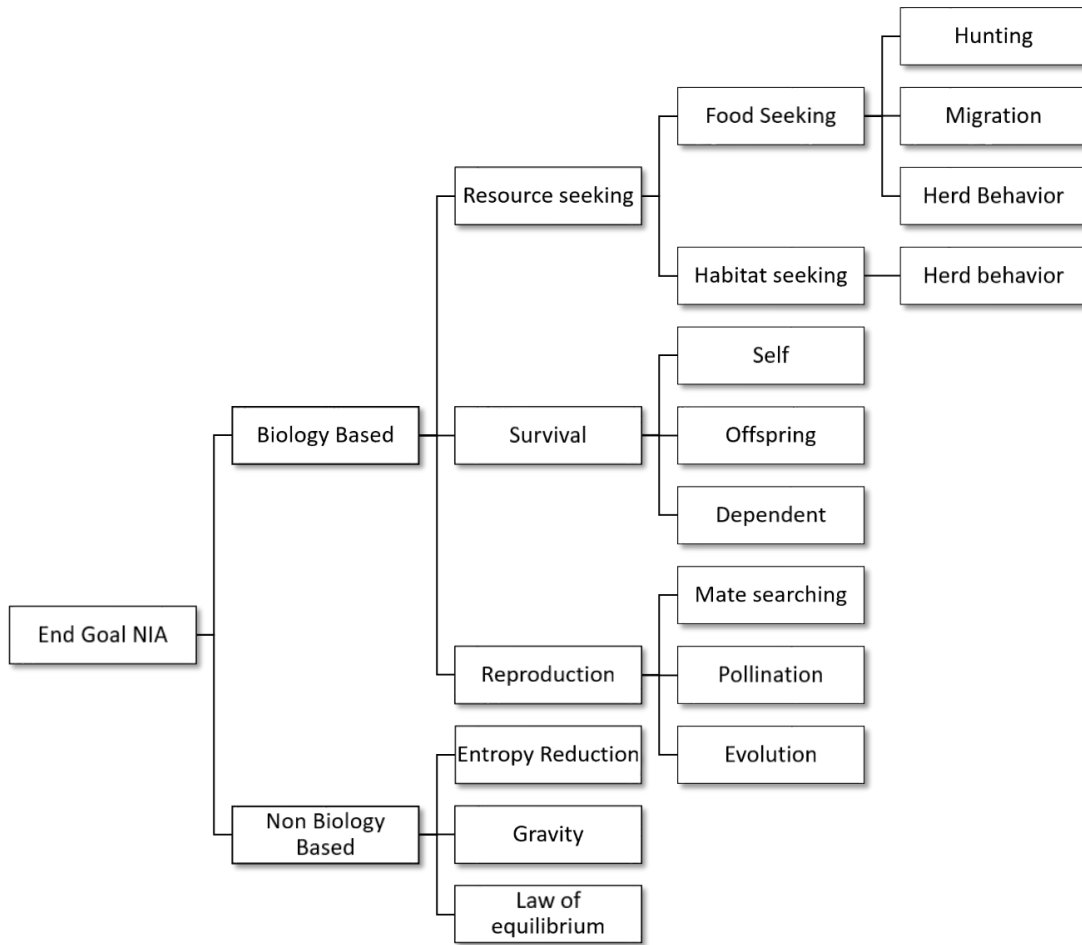 Hunting
Food Seeking
Migration
Resource seeking
Herd Behavior
Habitat seeking
Herd behavior
Self
Biology Based
Survival
Offspring
Dependent
Mate searching
End Goal NIA
Reproduction
Pollination
Entropy Reduction
Evolution
Non Biology
Based
Gravity
Law of
equilibrium